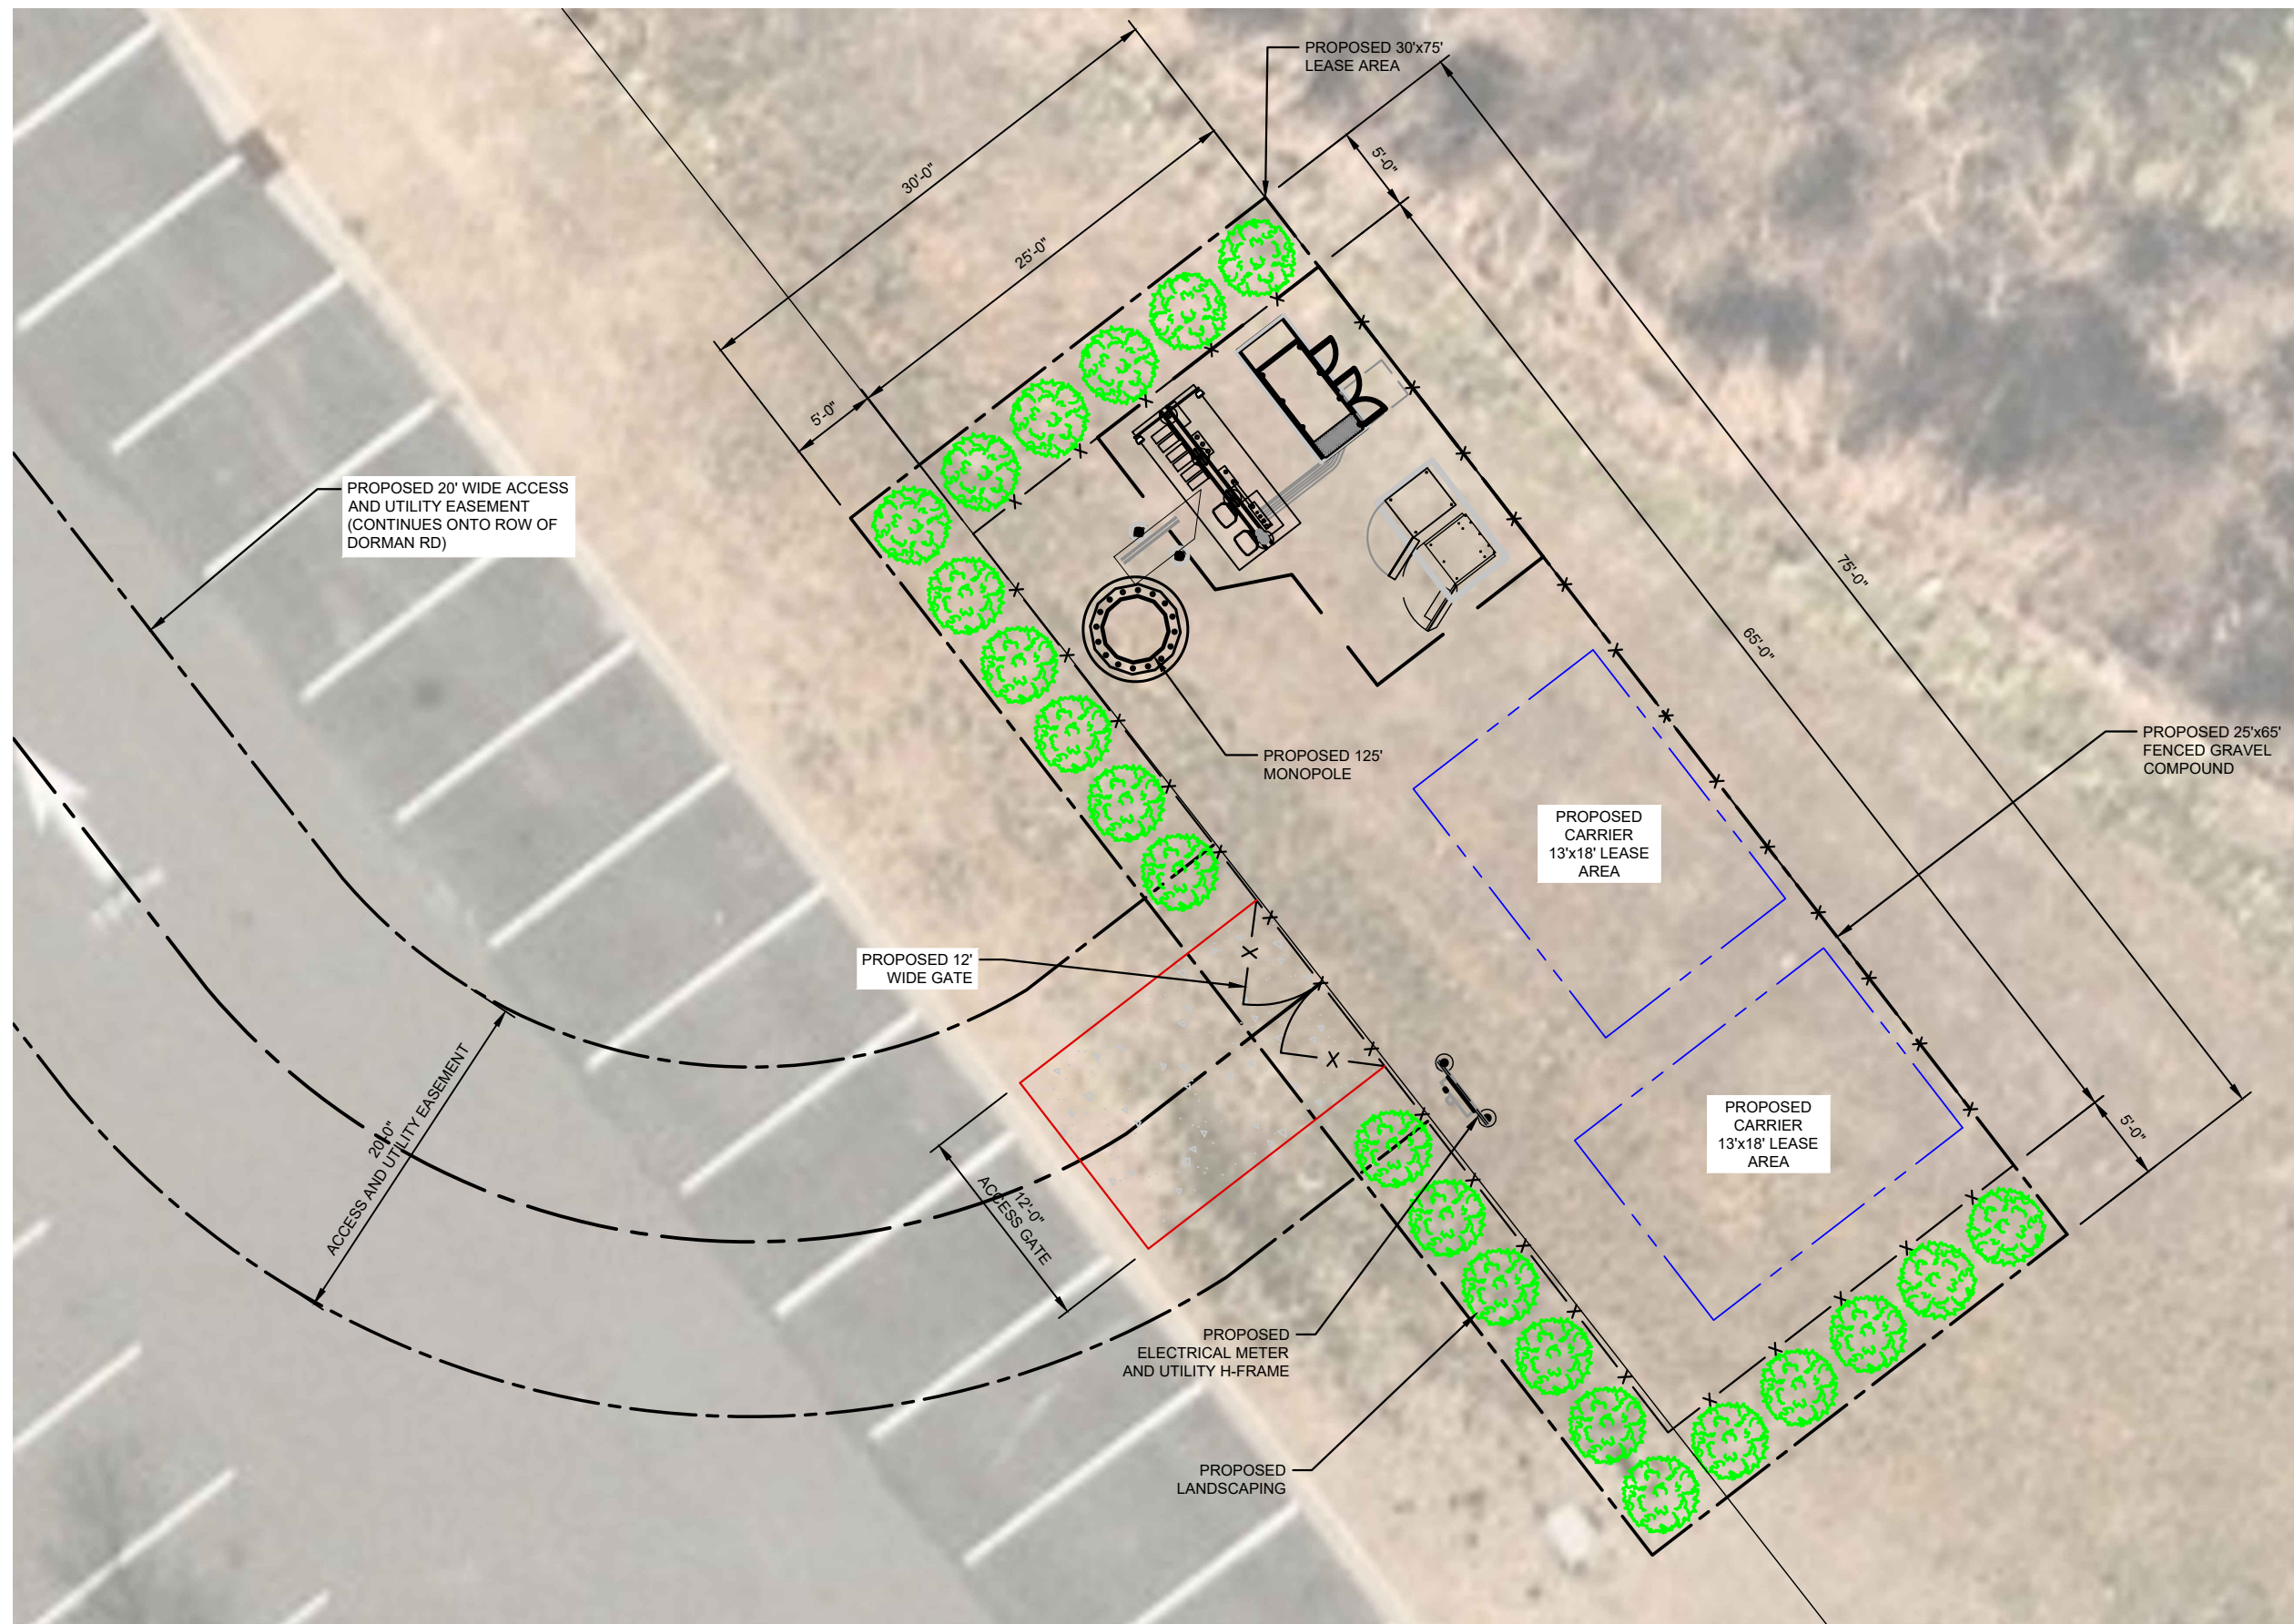 PROPOSED 30'x75'
LEASE AREA
30'-0"
25'-0"
5'-0"
5'-0"
PROPOSED 20' WIDE ACCESS
AND UTILITY EASEMENT
(CONTINUES ONTO ROW OF
DORMAN RD)
75'-0"
65'-0"
PROPOSED 125'
MONOPOLE
PROPOSED 25'x65'
FENCED GRAVEL
COMPOUND
PROPOSED
CARRIER
13'x18' LEASE
AREA
PROPOSED 12'
WIDE GATE
PROPOSED
CARRIER
13'x18' LEASE
AREA
5'-0"
20'-0"
ACCESS AND UTILITY EASEMENT
12'-0"
ACCESS GATE
PROPOSED
ELECTRICAL METER
AND UTILITY H-FRAME
PROPOSED
LANDSCAPING